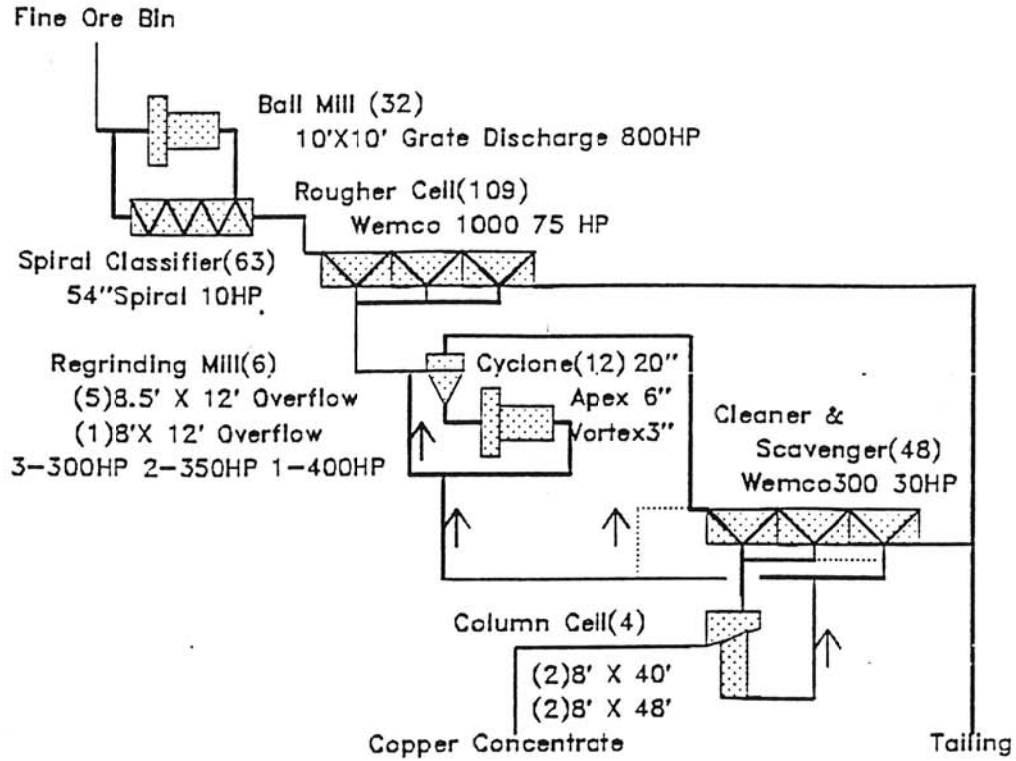 Fine Ore Bin
Ball Mill (32)
10'X10' Grate Discharge 800HP
Rougher Cell(109)
Wemco 1000 75 HP
Spiral Classifier(63)
54"Spiral 10HP
Regrinding Mill(6)
(5)8.5' X 12' Overflow
(1)8'X 12' Overflow
3-300HP 2-350HP 1-400HP
Cyclone(12) 20"
Apex 6"
Vortex3"
Cleaner &
Scavenger(48)
Wemco300 30HP
Column Cell(4)
(2)8' X 40'
(2)8' X 48'
Copper Concentrate
Tailing